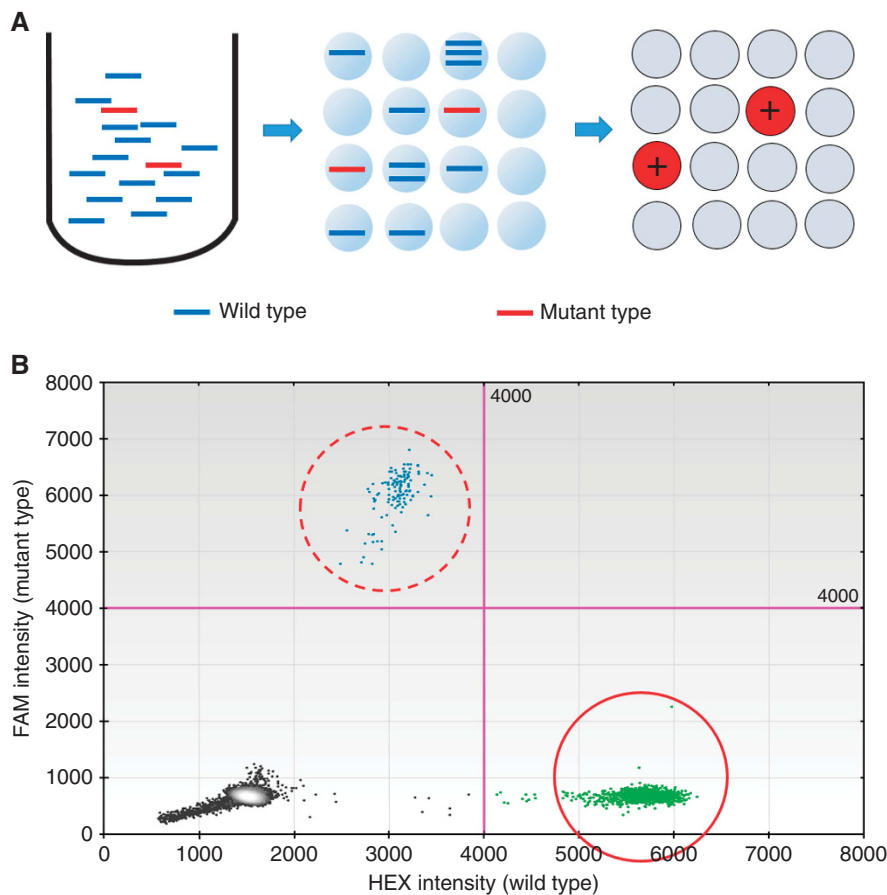 A
+
+
Wild type
Mutant type
B
8000
7000
6000
5000
4000
3000
2000
1000
0
FAM intensity (mutant type)
4000
4000
0 1000 2000 3000 4000 5000 6000 7000 8000
HEX intensity (wild type)